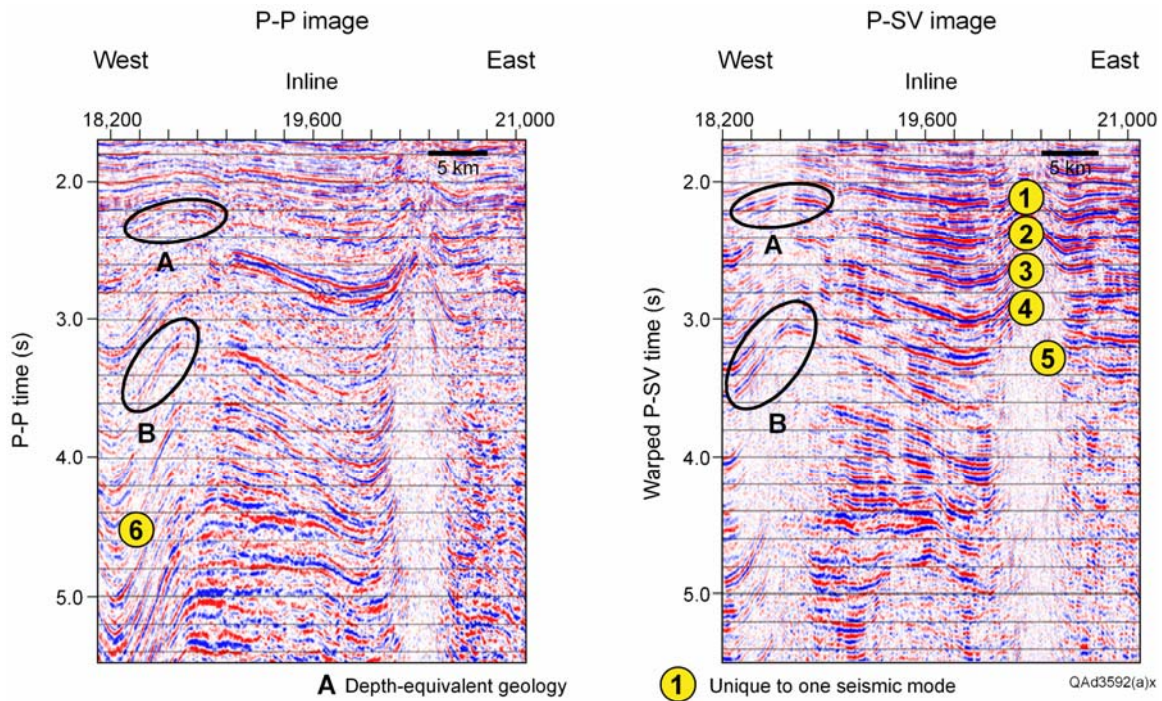 P-P image
West East
Inline
18,200 19,600 21,000
5 km
2.0
3.0
4.0
5.0
P-P time (s)
A
B
6
A Depth-equivalent geology
P-SV image
West East
Inline
18,200 19,600 21,000
5 km
2.0
3.0
4.0
5.0
Warped P-SV time (s)
A
B
1
2
3
4
5
1 Unique to one seismic mode
QAd3592(a)x